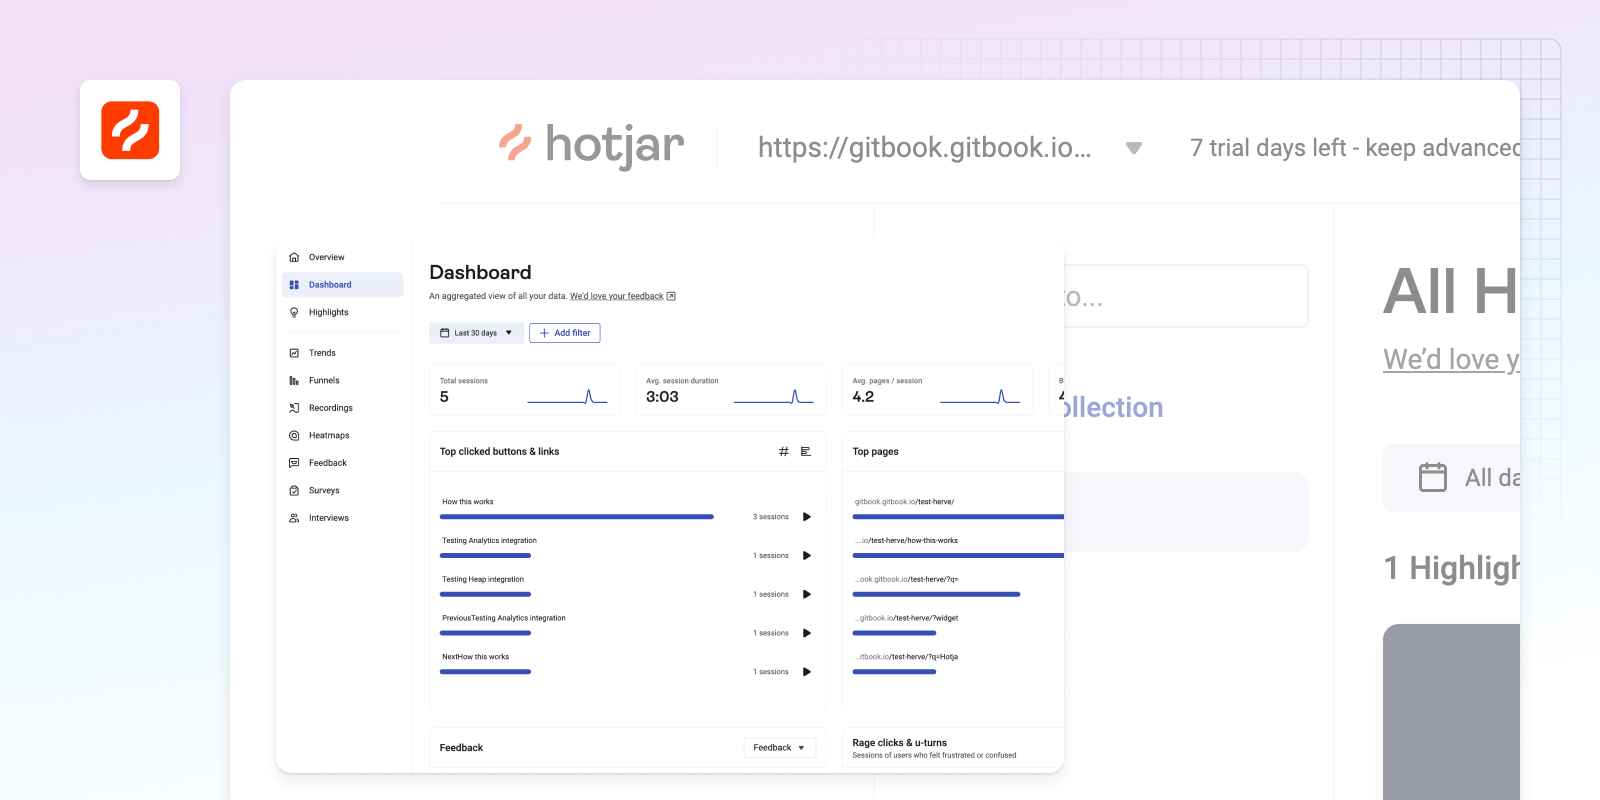 hotjar
https://gitbook.gitbook.io...
7 trial days left - keep advanced
Overview
Dashboard
Highlights
Trends
Funnels
Recordings
Heatmaps
Feedback
Surveys
Interviews
Dashboard
An aggregated view of all your data. We'd love your feedback
Last 30 days
Add filter
Total sessions
5
Avg. session duration
3:03
Avg. pages / session
4.2
B
4
Top clicked buttons & links
How this works
3 sessions
Testing Analytics integration
1 sessions
Testing Heap integration
1 sessions
PreviousTesting Analytics integration
1 sessions
NextHow this works
1 sessions
Top pages
gitbook.gitbook.io/test-herve/
...io/test-herve/how-this-works
...ook.gitbook.io/test-herve/?q=
...gitbook.io/test-herve/?widget
...itbook.io/test-herve/?q=Hotja
Feedback
Feedback
Rage clicks & u-turns
Sessions of users who felt frustrated or confused
to...
ollection
All H
We'd love y
All da
1 Highligh